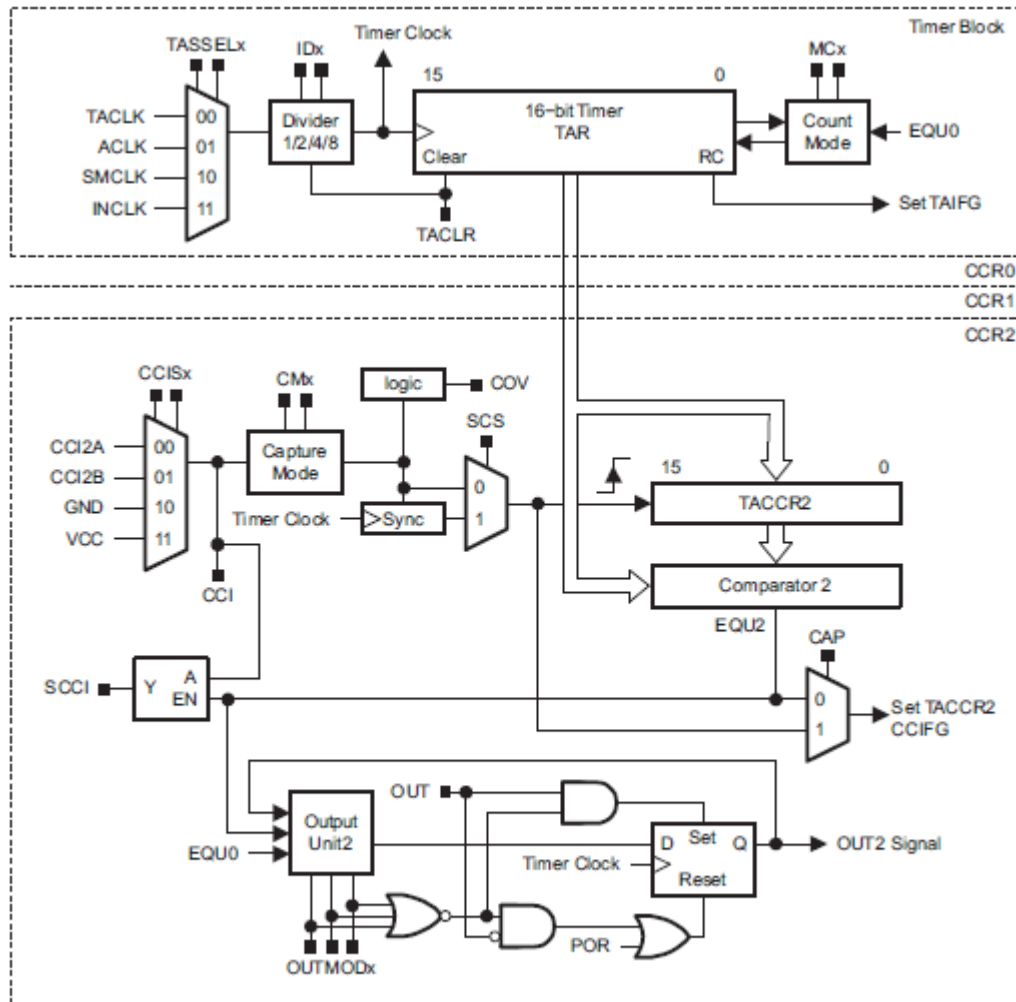 Timer Block
Timer Clock
TASSELx
IDx
15
0
MCx
TACLK
ACLK
SMCLK
INCLK
00
01
10
11
Divider
1/2/4/8
16-bit Timer
TAR
Clear
RC
Count
Mode
EQU0
Set TAIFG
TACLR
CCR0
CCR1
CCR2
CCISx
CMx
logic
COV
SCS
CCI2A
CCI2B
GND
VCC
00
01
10
11
Capture
Mode
Timer Clock
Sync
0
1
15
0
TACCR2
Comparator 2
CCI
EQU2
CAP
SCCI
Y
A
EN
0
1
Set TACCR2
CCIFG
OUT
Output
Unit2
EQU0
D
Set
Q
Timer Clock
Reset
OUT2 Signal
POR
OUTMODx